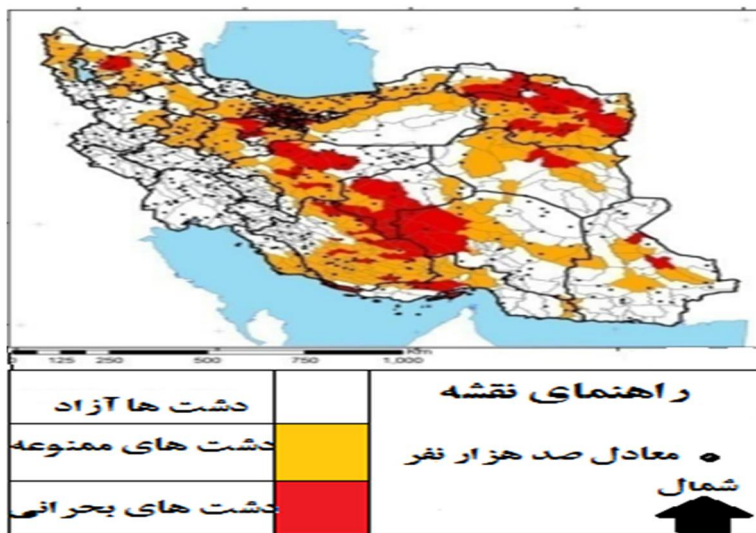 0 125 250 500 750 1,000 Km
راهنمای نقشه
معادل صد هزار نفر
شمال
دشت ها آزاد
دشت های ممنوعه
دشت های بحرانی